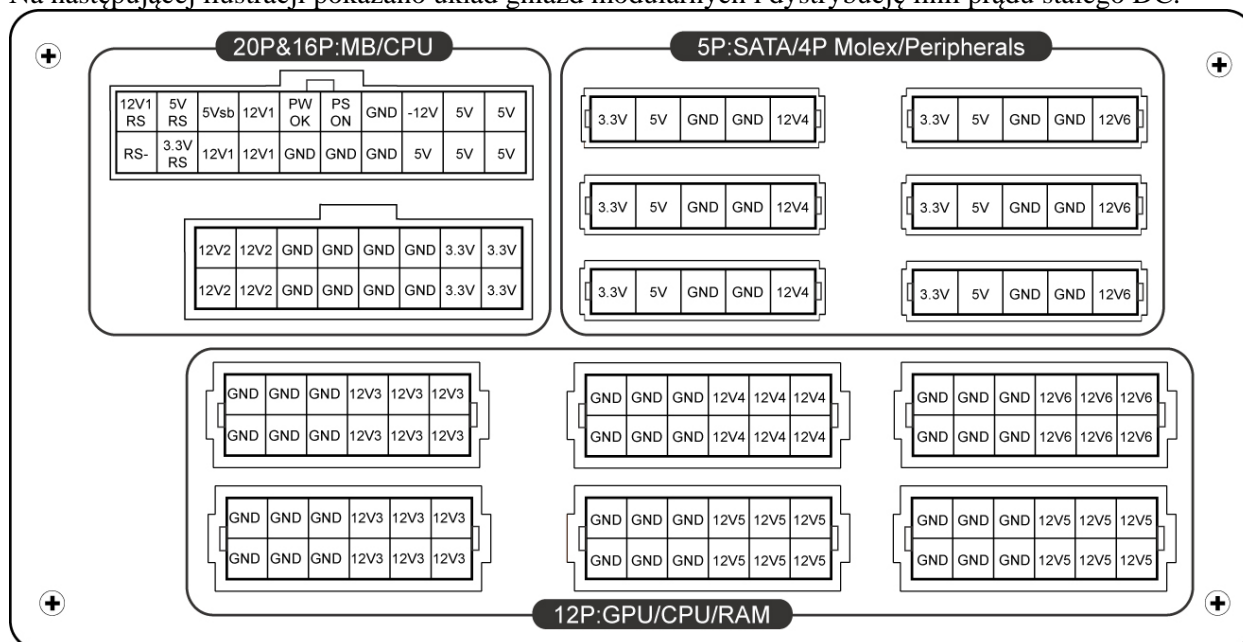 Na następującej ilustracji pokazano układ gniazd modularnych i dystrybucję linii prądu stałego DC.
20P&16P:MB/CPU
12V1 RS 5V RS 5Vsb 12V1 PW OK PS ON GND -12V 5V 5V
RS- 3.3V RS 12V1 12V1 GND GND GND 5V 5V 5V
12V2 12V2 GND GND GND GND 3.3V 3.3V
12V2 12V2 GND GND GND GND 3.3V 3.3V
5P:SATA/4P Molex/Peripherals
3.3V 5V GND GND 12V4
3.3V 5V GND GND 12V6
3.3V 5V GND GND 12V4
3.3V 5V GND GND 12V6
3.3V 5V GND GND 12V4
3.3V 5V GND GND 12V6
GND GND GND 12V3 12V3 12V3
GND GND GND 12V3 12V3 12V3
GND GND GND 12V4 12V4 12V4
GND GND GND 12V4 12V4 12V4
GND GND GND 12V6 12V6 12V6
GND GND GND 12V6 12V6 12V6
GND GND GND 12V3 12V3 12V3
GND GND GND 12V3 12V3 12V3
GND GND GND 12V5 12V5 12V5
GND GND GND 12V5 12V5 12V5
GND GND GND 12V5 12V5 12V5
GND GND GND 12V5 12V5 12V5
12P:GPU/CPU/RAM